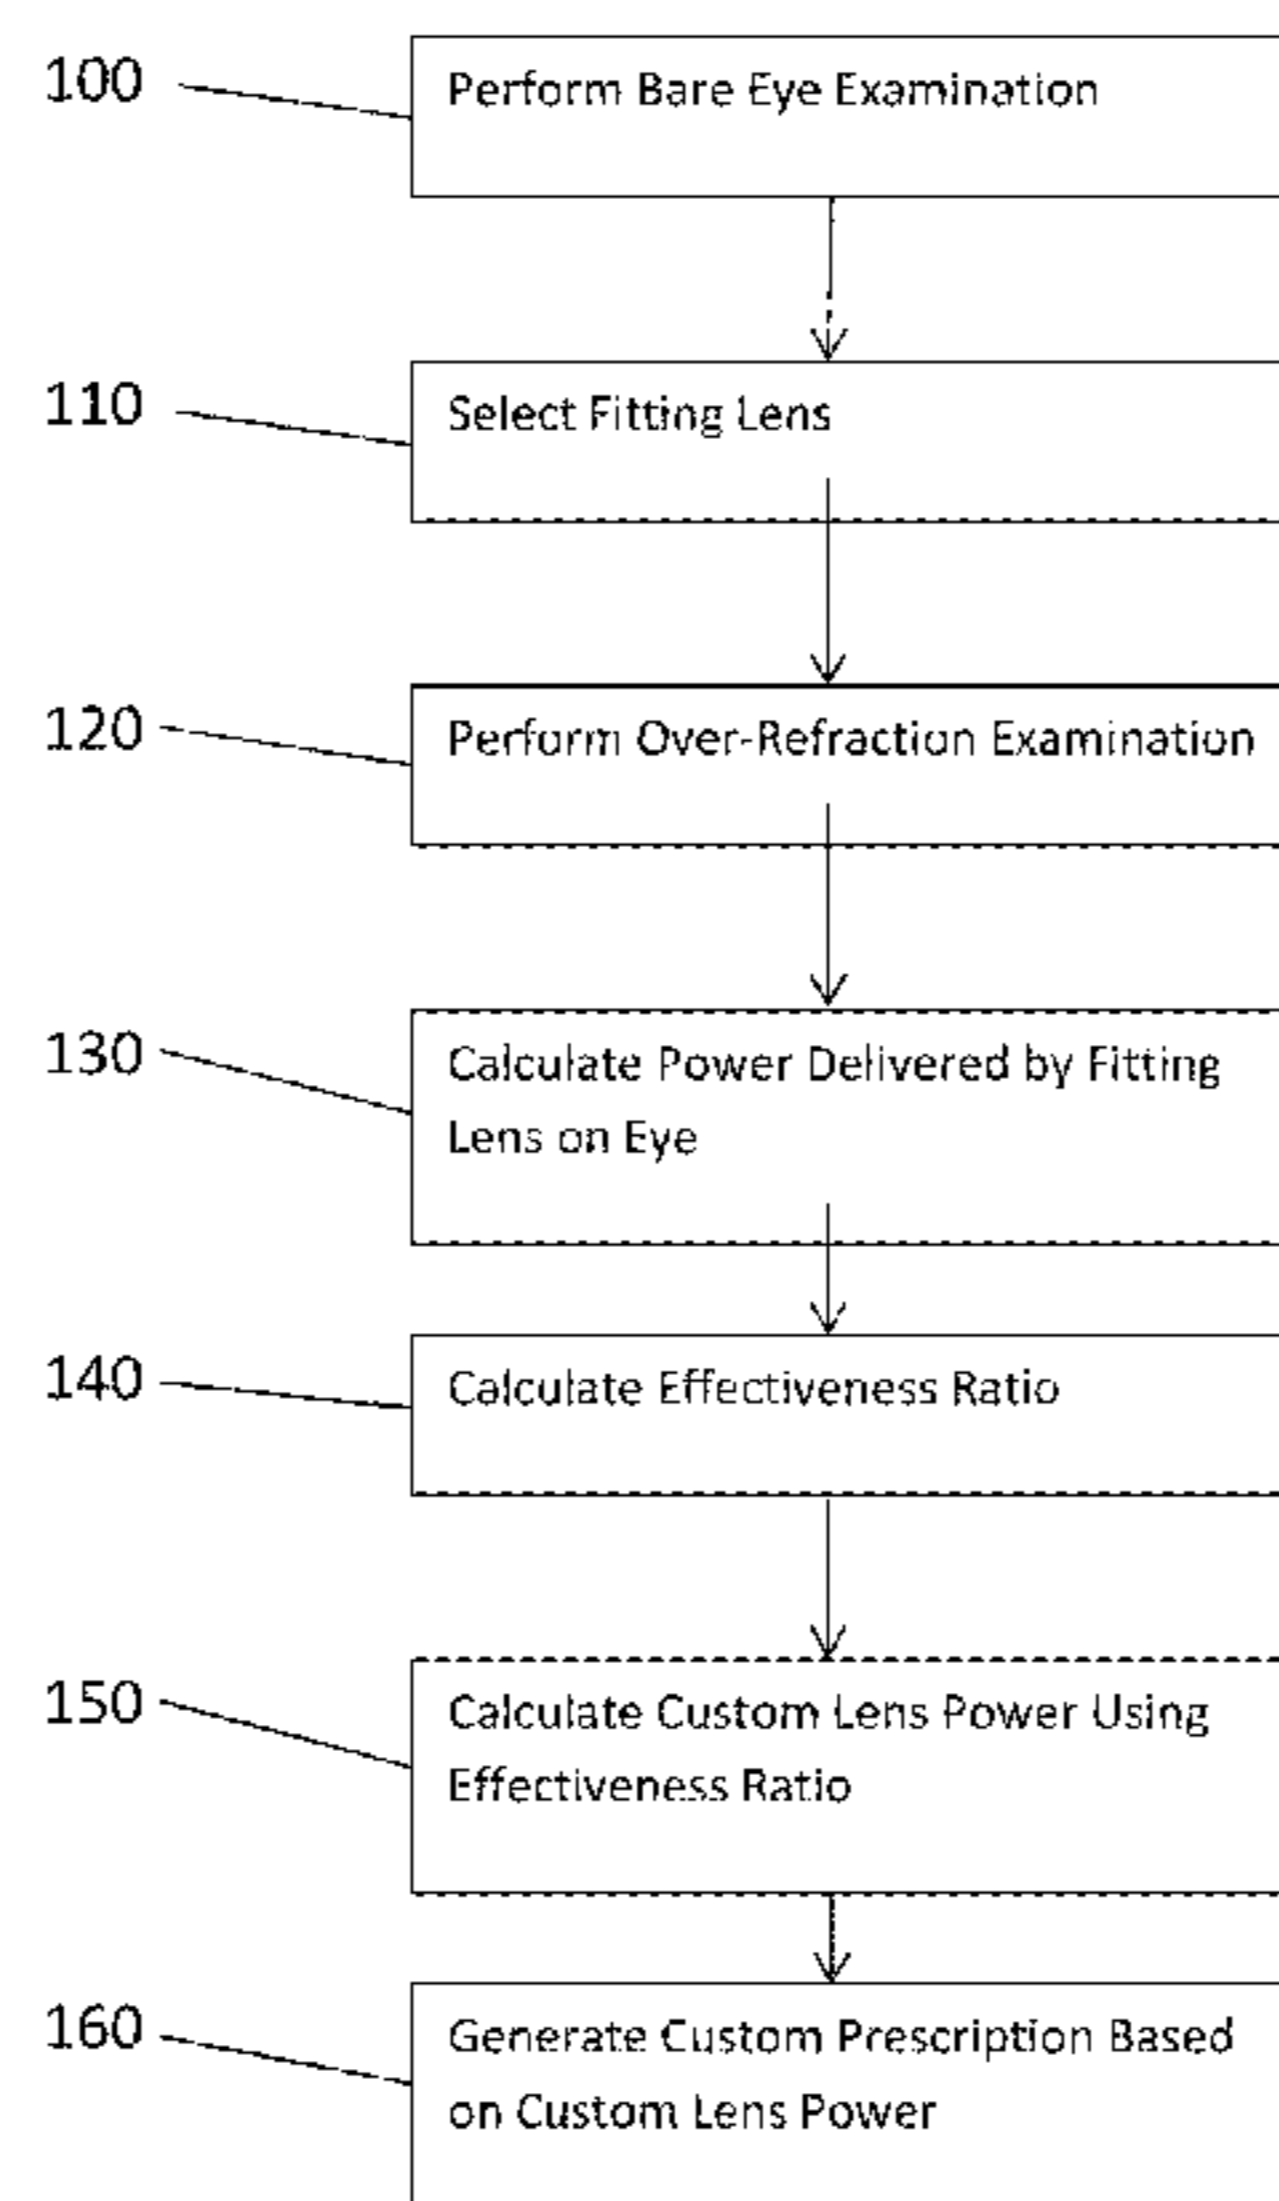 100
Perform Bare Eye Examination
110
Select Fitting Lens
120
Perform Over-Refraction Examination
130
Calculate Power Delivered by Fitting
Lens on Eye
140
Calculate Effectiveness Ratio
150
Calculate Custom Lens Power Using
Effectiveness Ratio
160
Generate Custom Prescription Based
on Custom Lens Power